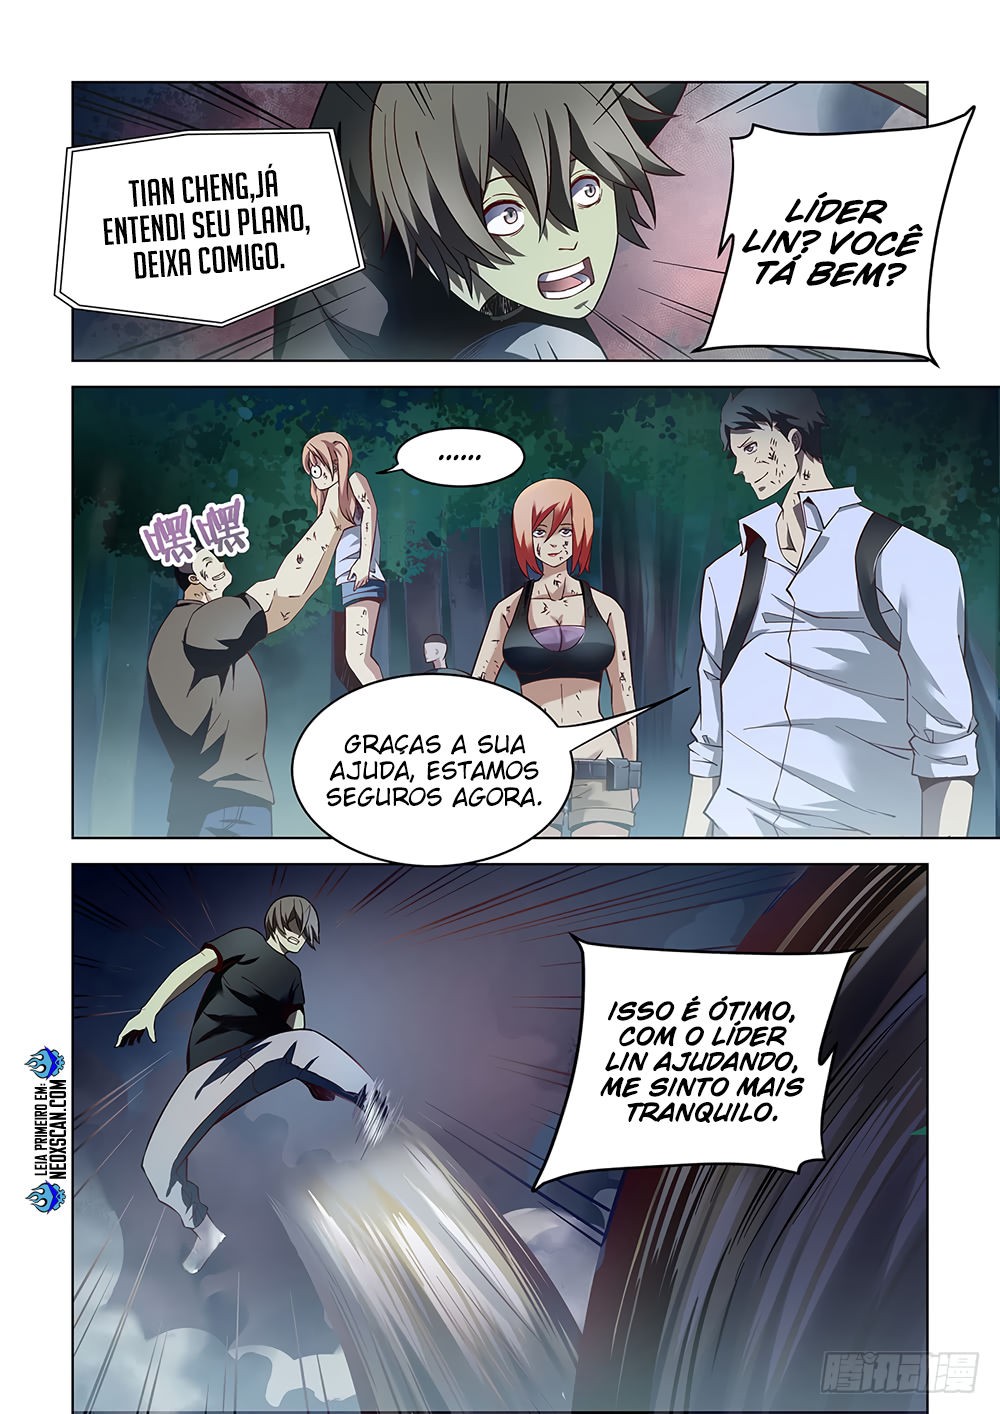 TIAN CHENG,JÁ
ENTENDI SEU PLANO,
DEIXA COMIGO.
LÍDER
LIN? VOCÊ
TÁ BEM?
......
嘿嘿
GRAÇAS A SUA
AJUDA, ESTAMOS
SEGUROS AGORA.
ISSO É ÓTIMO,
COM O LÍDER
LIN AJUDANDO,
ME SINTO MAIS
TRANQUILO.
LEIA PRIMEIRO EM:
NEOXSCAN.COM
腾讯动漫